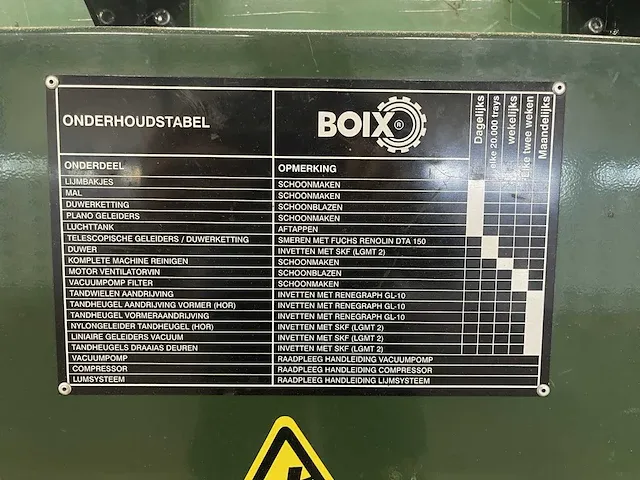 ONDERHOUDSTABEL BOIX ® Dagelijks elke 20.000 trays wekelijks Elke twee weken Maandelijks
ONDERDEEL OPMERKING
LIJMBAKJES SCHOONMAKEN
MAL SCHOONMAKEN
DUWERKETTING SCHOONBLAZEN
PLANO GELEIDERS SCHOONMAKEN
LUCHTTANK AFTAPPEN
TELESCOPISCHE GELEIDERS / DUWERKETTING SMEREN MET FUCHS RENOLIN DTA 150
DUWER INVETTEN MET SKF (LGMT 2)
KOMPLETE MACHINE REINIGEN SCHOONMAKEN
MOTOR VENTILATORVIN SCHOONBLAZEN
VACUUMPOMP FILTER SCHOONMAKEN
TANDWIELEN AANDRIJVING INVETTEN MET RENEGRAPH GL-10
TANDHEUGEL AANDRIJVING VORMER (HOR) INVETTEN MET RENEGRAPH GL-10
TANDHEUGEL VORMERAANDRIJVING INVETTEN MET RENEGRAPH GL-10
NYLONGELEIDER TANDHEUGEL (HOR) INVETTEN MET SKF (LGMT 2)
LINIAIRE GELEIDERS VACUUM INVETTEN MET SKF (LGMT 2)
TANDHEUGELS DRAAIAS DEUREN INVETTEN MET SKF (LGMT 2)
VACUUMPOMP RAADPLEEG HANDLEIDING VACUUMPOMP
COMPRESSOR RAADPLEEG HANDLEIDING COMPRESSOR
LIJMSYSTEEM RAADPLEEG HANDLEIDING LIJMSYSTEEM